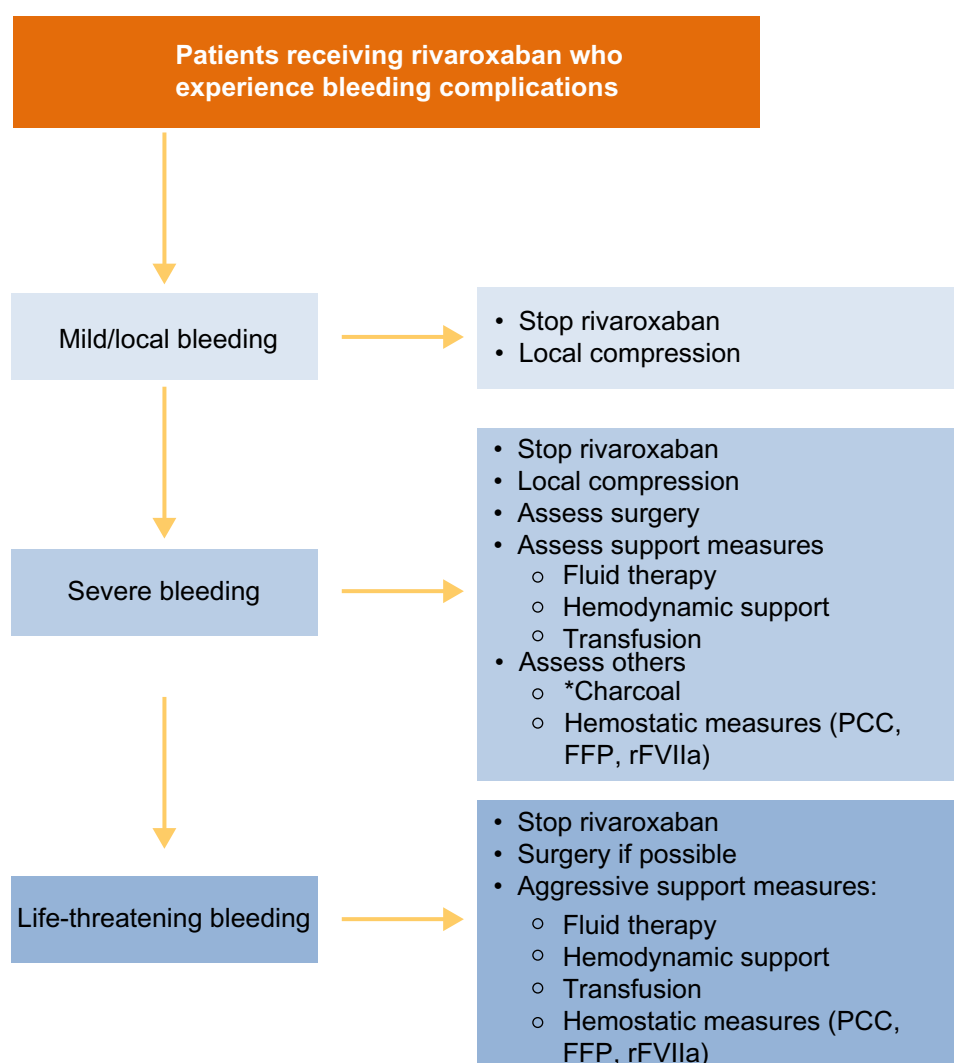 Patients receiving rivaroxaban who
experience bleeding complications
Mild/local bleeding
• Stop rivaroxaban
• Local compression
Severe bleeding
• Stop rivaroxaban
• Local compression
• Assess surgery
• Assess support measures
○ Fluid therapy
○ Hemodynamic support
○ Transfusion
• Assess others
○ *Charcoal
○ Hemostatic measures (PCC,
FFP, rFVIIa)
Life-threatening bleeding
• Stop rivaroxaban
• Surgery if possible
• Aggressive support measures:
○ Fluid therapy
○ Hemodynamic support
○ Transfusion
○ Hemostatic measures (PCC,
FFP, rFVIIa)